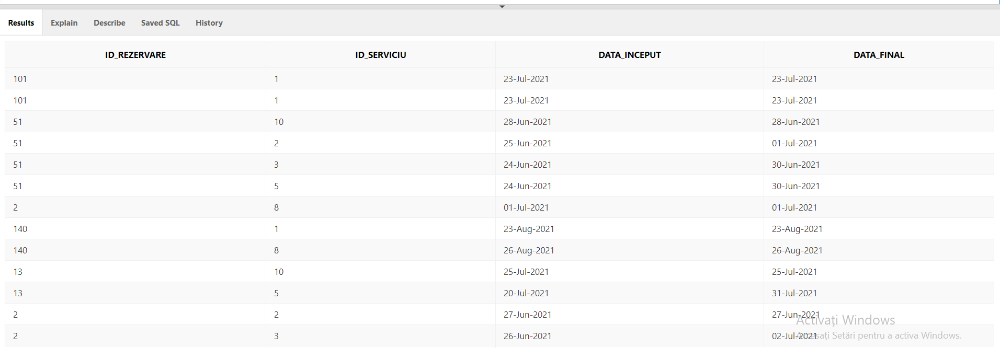 Results Explain Describe Saved SQL History
ID_REZERVARE ID_SERVICIU DATA_INCEPUT DATA_FINAL
101 1 23-Jul-2021 23-Jul-2021
101 1 23-Jul-2021 23-Jul-2021
51 10 28-Jun-2021 28-Jun-2021
51 2 25-Jun-2021 01-Jul-2021
51 3 24-Jun-2021 30-Jun-2021
51 5 24-Jun-2021 30-Jun-2021
2 8 01-Jul-2021 01-Jul-2021
140 1 23-Aug-2021 23-Aug-2021
140 8 26-Aug-2021 26-Aug-2021
13 10 25-Jul-2021 25-Jul-2021
13 5 20-Jul-2021 31-Jul-2021
2 2 27-Jun-2021 27-Jun-2021
Activați Windows
2 3 26-Jun-2021 02-Jul-2021
Accesați Setări pentru a activa Windows.